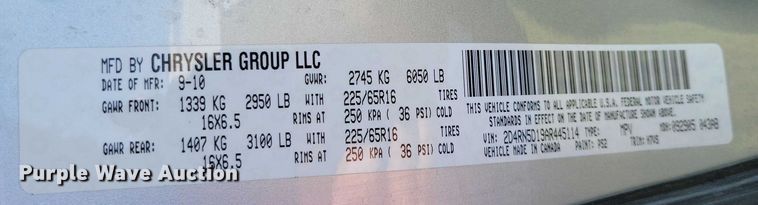 MFD BY CHRYSLER GROUP LLC
DATE OF MFR: 9-10 GVWR: 2745 KG 6050 LB
GAWR FRONT: 1339 KG 2950 LB WITH 225/65R16 TIRES
16X6.5 RIMS AT 250 KPA ( 36 PSI) COLD
GAWR REAR: 1407 KG 3100 LB WITH 225/65R16 TIRES
16X6.5 RIMS AT 250 KPA ( 36 PSI) COLD
THIS VEHICLE CONFORMS TO ALL APPLICABLE U.S.A. FEDERAL MOTOR VEHICLE SAFETY
STANDARDS IN EFFECT ON THE DATE OF MANUFACTURE SHOWN ABOVE.
VIN: 2D4RN5D19AR445114 TYPE: MPV MDH: 092905
VEHICLE MADE IN CANADA PAINT: PS2 TRIM:
Purple Wave Auction